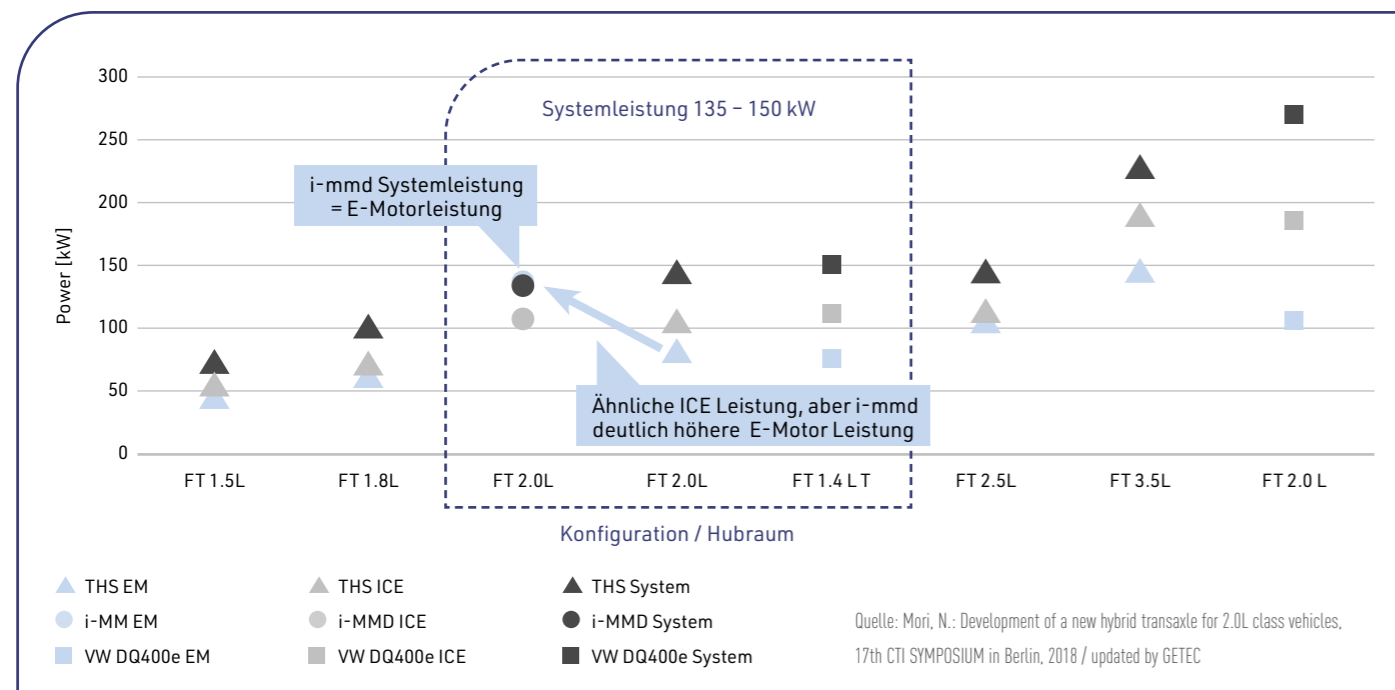 300
Systemleistung 135 – 150 kW
250
i-mmd Systemleistung
= E-Motorleistung
200
150
Power [kW]
100
Ähnliche ICE Leistung, aber i-mmd
deutlich höhere E-Motor Leistung
50
0
FT 1.5L FT 1.8L FT 2.0L FT 2.0L FT 1.4 L T FT 2.5L FT 3.5L FT 2.0 L
Konfiguration / Hubraum
THS EM THS ICE THS System
i-MM EM i-MMD ICE i-MMD System
VW DQ400e EM VW DQ400e ICE VW DQ400e System
Quelle: Mori, N.: Development of a new hybrid transaxle for 2.0L class vehicles,
17th CTI SYMPOSIUM in Berlin, 2018 / updated by GETEC